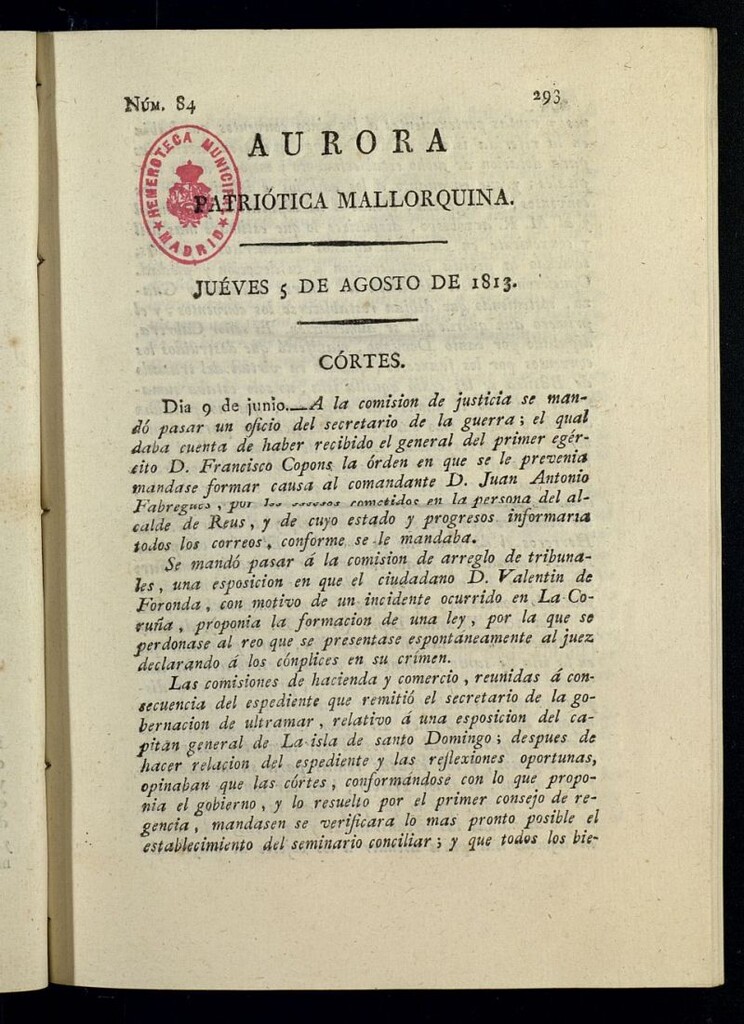 NÚM. 84
293
AURORA
PATRIÓTICA MALLORQUINA.
HEMEROTECA MUNICIPAL
★ MADRID ★
JUÉVES 5 DE AGOSTO DE 1813.
CÓRTES.
Dia 9 de junio.—A la comision de justicia se man-
dó pasar un oficio del secretario de la guerra; el qual
daba cuenta de haber recibido el general del primer egér-
cito D. Francisco Copons la órden en que se le prevenia
mandase formar causa al comandante D. Juan Antonio
Fabregues, por los excesos cometidos en la persona del al-
calde de Reus, y de cuyo estado y progresos informaria
todos los correos, conforme se le mandaba.
Se mandó pasar á la comision de arreglo de tribuna-
les, una esposicion en que el ciudadano D. Valentin de
Foronda, con motivo de un incidente ocurrido en La Co-
ruña, proponia la formacion de una ley, por la que se
perdonase al reo que se presentase espontáneamente al juez
declarando á los cónplices en su crímen.
Las comisiones de hacienda y comercio, reunidas á con-
secuencia del espediente que remitió el secretario de la go-
bernacion de ultramar, relativo á una esposicion del ca-
pitán general de La isla de santo Domingo; despues de
hacer relacion del espediente y las reflexiones oportunas,
opinaban que las córtes, conformándose con lo que propo-
nia el gobierno, y lo resuelto por el primer consejo de re-
gencia, mandasen se verificara lo mas pronto posible el
establecimiento del seminario conciliar; y que todos los bie-